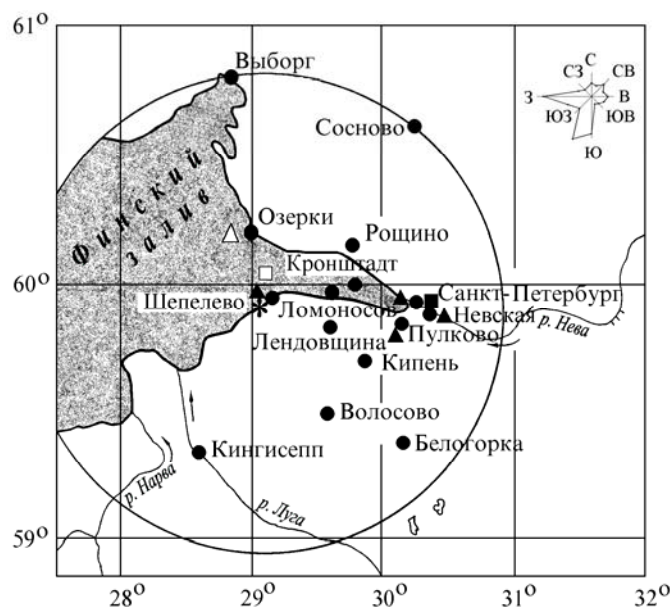 61°
Выборг
С
СЗ
СВ
З
В
ЮЗ
ЮВ
Ю
Сосново
Финский
залив
Озерки
Рощино
60°
Кронштадт
Шепелево
Ломоносов
Санкт-Петербург
Невская
Пулково
р. Нева
Лендовщина
Кипень
Волосово
Белогорка
Кингисепп
р. Нарва
р. Луга
59°
28°
29°
30°
31°
32°